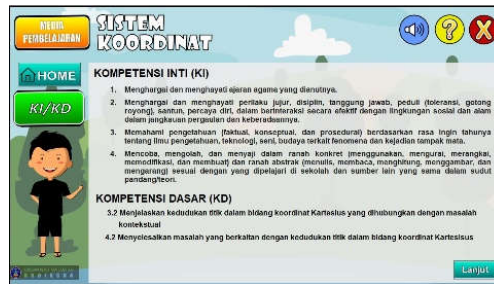 MEDIA
PEMBELAJARAN
SISTEM
KOORDINAT
?
X
HOME
KI/KD
KOMPETENSI INTI (KI)
1. Menghargai dan menghayati ajaran agama yang dianutnya.
2. Menghargai dan menghayati perilaku jujur, disiplin, tanggung jawab, peduli (toleransi, gotong
royong), santun, percaya diri, dalam berinteraksi secara efektif dengan lingkungan sosial dan alam
dalam jangkauan pergaulan dan keberadaannya.
3. Memahami pengetahuan (faktual, konseptual, dan prosedural) berdasarkan rasa ingin tahunya
tentang ilmu pengetahuan, teknologi, seni, budaya terkait fenomena dan kejadian tampak mata.
4. Mencoba, mengolah, dan menyaji dalam ranah konkret (menggunakan, mengurai, merangkai,
memodifikasi, dan membuat) dan ranah abstrak (menulis, membaca, menghitung, menggambar, dan
mengarang) sesuai dengan yang dipelajari di sekolah dan sumber lain yang sama dalam sudut
pandang/teori.
KOMPETENSI DASAR (KD)
3.2 Menjelaskan kedudukan titik dalam bidang koordinat Kartesius yang dihubungkan dengan masalah
kontekstual
4.2 Menyelesaikan masalah yang berkaitan dengan kedudukan titik dalam bidang koordinat Kartesisus
UNDIKSHA
Lanjut